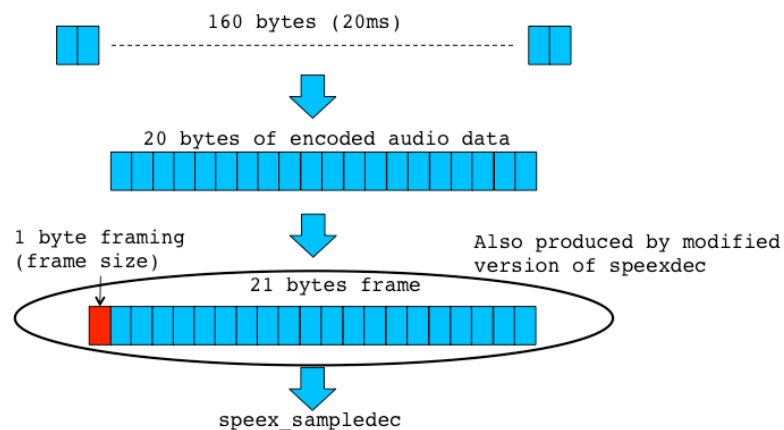 160 bytes (20ms)
20 bytes of encoded audio data
1 byte framing
(frame size)
Also produced by modified
version of speexdec
21 bytes frame
speex_sampledec